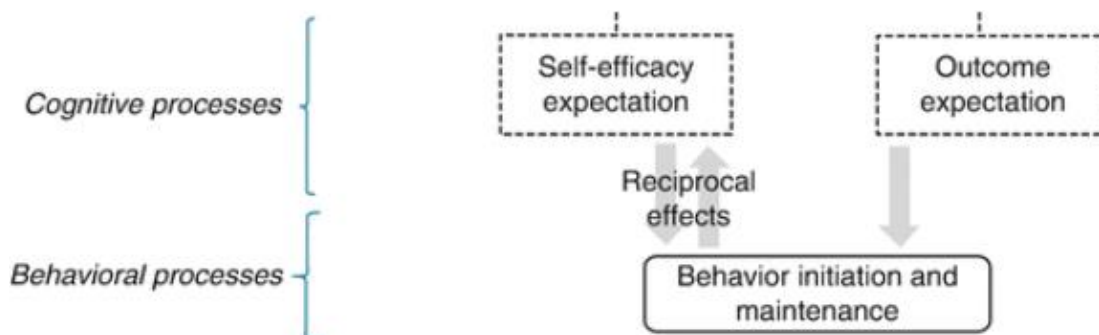 Cognitive processes
Self-efficacy
expectation
Outcome
expectation
Reciprocal
effects
Behavioral processes
Behavior initiation and
maintenance